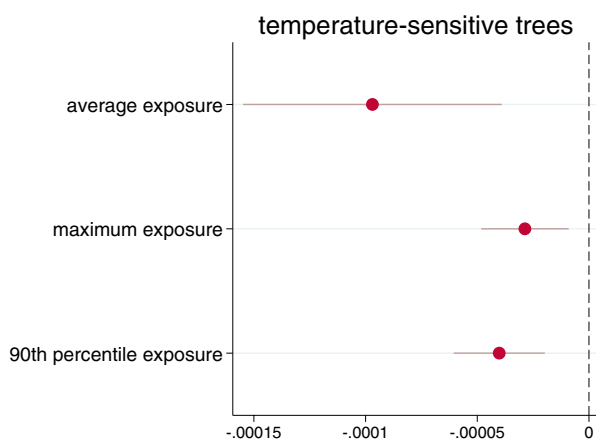 temperature-sensitive trees
average exposure
maximum exposure
90th percentile exposure
-.00015 -.0001 -.00005 0